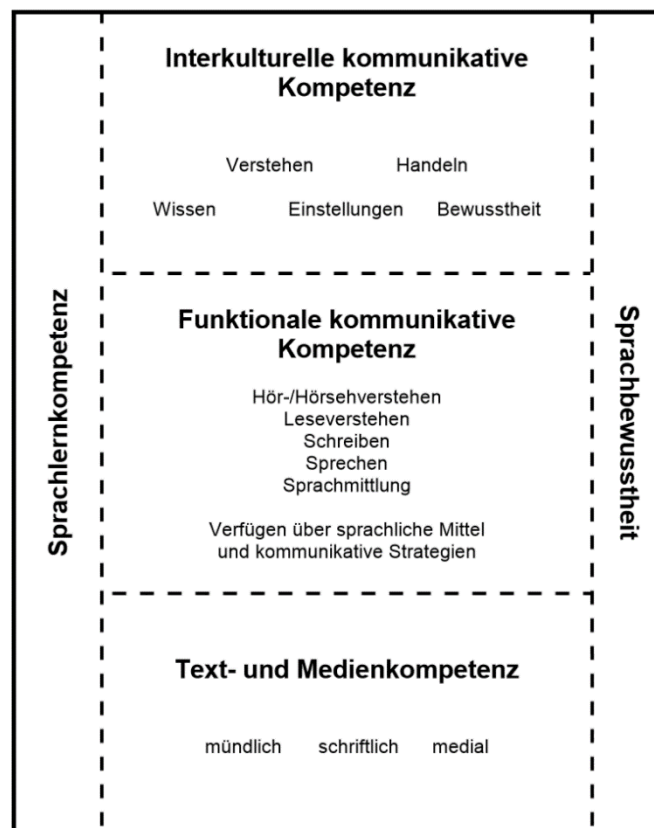 Interkulturelle kommunikative
Kompetenz
Verstehen Handeln
Wissen Einstellungen Bewusstheit
Sprachlernkompetenz
Funktionale kommunikative
Kompetenz
Hör-/Hörsehverstehen
Leseverstehen
Schreiben
Sprechen
Sprachmittlung
Verfügen über sprachliche Mittel
und kommunikative Strategien
Sprachbewusstheit
Text- und Medienkompetenz
mündlich schriftlich medial